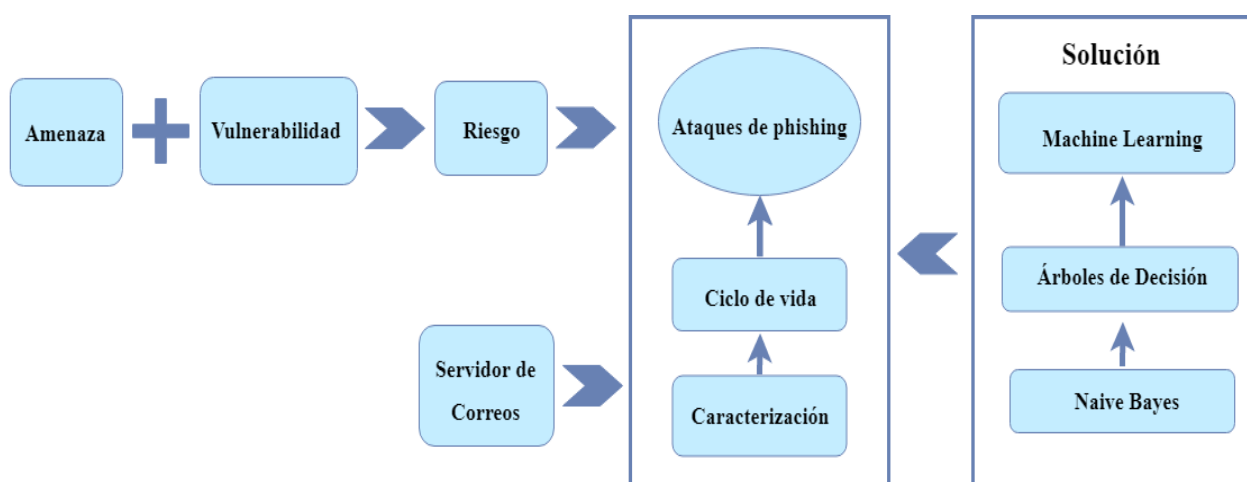 Amenaza
Vulnerabilidad
Riesgo
Ataques de phishing
Ciclo de vida
Caracterización
Servidor de
Correos
Solución
Machine Learning
Árboles de Decisión
Naive Bayes